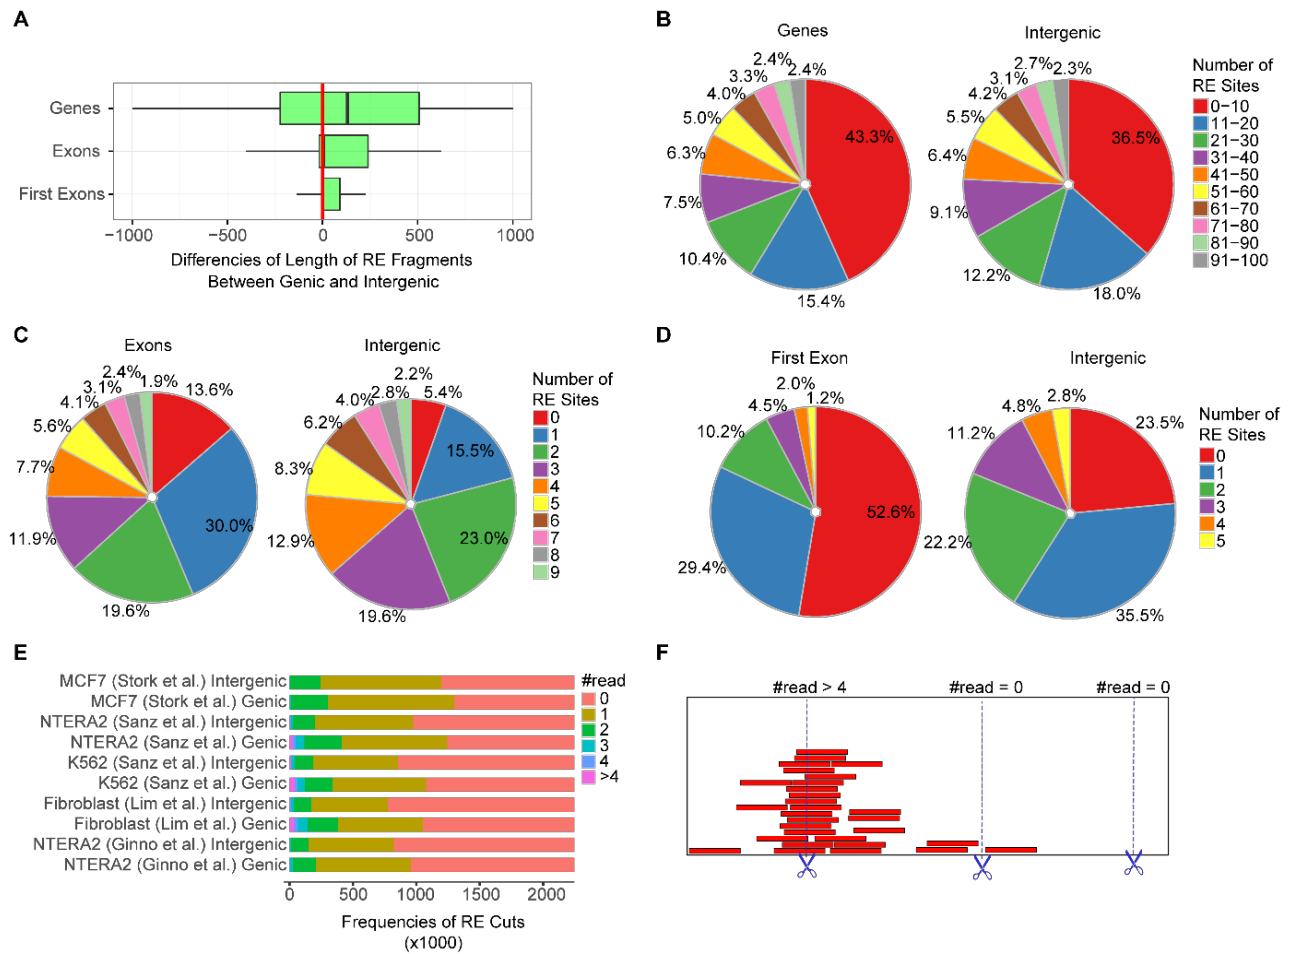 A
Genes
Exons
First Exons
−1000
−500
0
500
1000
Differencies of Length of RE Fragments
Between Genic and Intergenic
B
Genes
43.3%
15.4%
10.4%
7.5%
6.3%
5.0%
4.0%
3.3%
2.4%
2.4%
Intergenic
36.5%
18.0%
12.2%
9.1%
6.4%
5.5%
4.2%
3.1%
2.7%
2.3%
Number of
RE Sites
0−10
11−20
21−30
31−40
41−50
51−60
61−70
71−80
81−90
91−100
C
Exons
13.6%
30.0%
19.6%
11.9%
7.7%
5.6%
4.1%
3.1%
2.4%
1.9%
Intergenic
5.4%
15.5%
23.0%
19.6%
12.9%
8.3%
6.2%
4.0%
2.8%
2.2%
Number of
RE Sites
0
1
2
3
4
5
6
7
8
9
D
First Exon
52.6%
29.4%
10.2%
4.5%
2.0%
1.2%
Intergenic
23.5%
35.5%
22.2%
11.2%
4.8%
2.8%
Number of
RE Sites
0
1
2
3
4
5
E
MCF7 (Stork et al.) Intergenic
MCF7 (Stork et al.) Genic
NTERA2 (Sanz et al.) Intergenic
NTERA2 (Sanz et al.) Genic
K562 (Sanz et al.) Intergenic
K562 (Sanz et al.) Genic
Fibroblast (Lim et al.) Intergenic
Fibroblast (Lim et al.) Genic
NTERA2 (Ginno et al.) Intergenic
NTERA2 (Ginno et al.) Genic
0
500
1000
1500
2000
Frequencies of RE Cuts
(x1000)
#read
0
1
2
3
4
>4
F
#read > 4
#read = 0
#read = 0